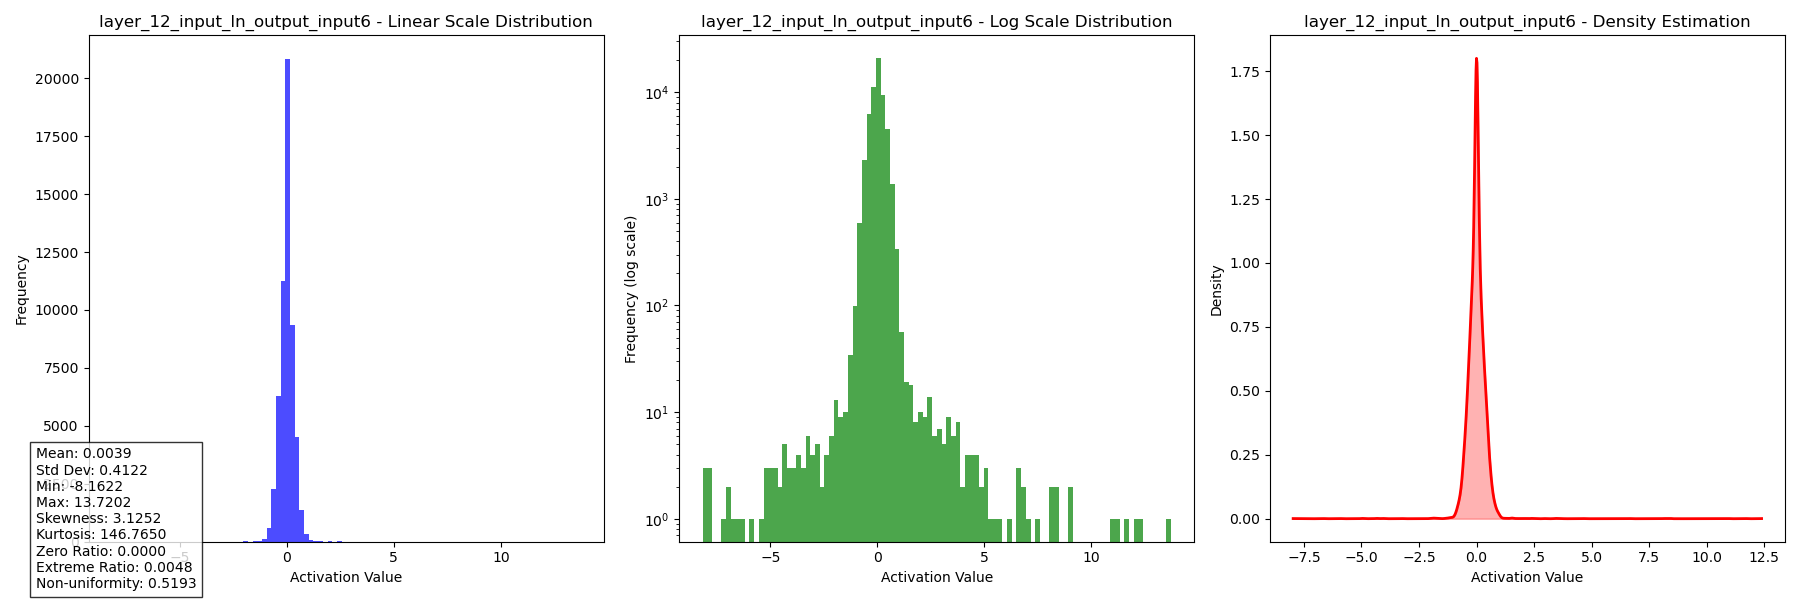 layer_12_input_ln_output_input6 - Linear Scale Distribution
20000
17500
15000
12500
10000
7500
5000
Frequency
0
5
10
Activation Value
Mean: 0.0039
Std Dev: 0.4122
Min: -8.1622
Max: 13.7202
Skewness: 3.1252
Kurtosis: 146.7650
Zero Ratio: 0.0000
Extreme Ratio: 0.0048
Non-uniformity: 0.5193
layer_12_input_ln_output_input6 - Log Scale Distribution
10⁴
10³
10²
10¹
10⁰
Frequency (log scale)
−5
0
5
10
Activation Value
layer_12_input_ln_output_input6 - Density Estimation
1.75
1.50
1.25
1.00
0.75
0.50
0.25
0.00
Density
−7.5
−5.0
−2.5
0.0
2.5
5.0
7.5
10.0
12.5
Activation Value